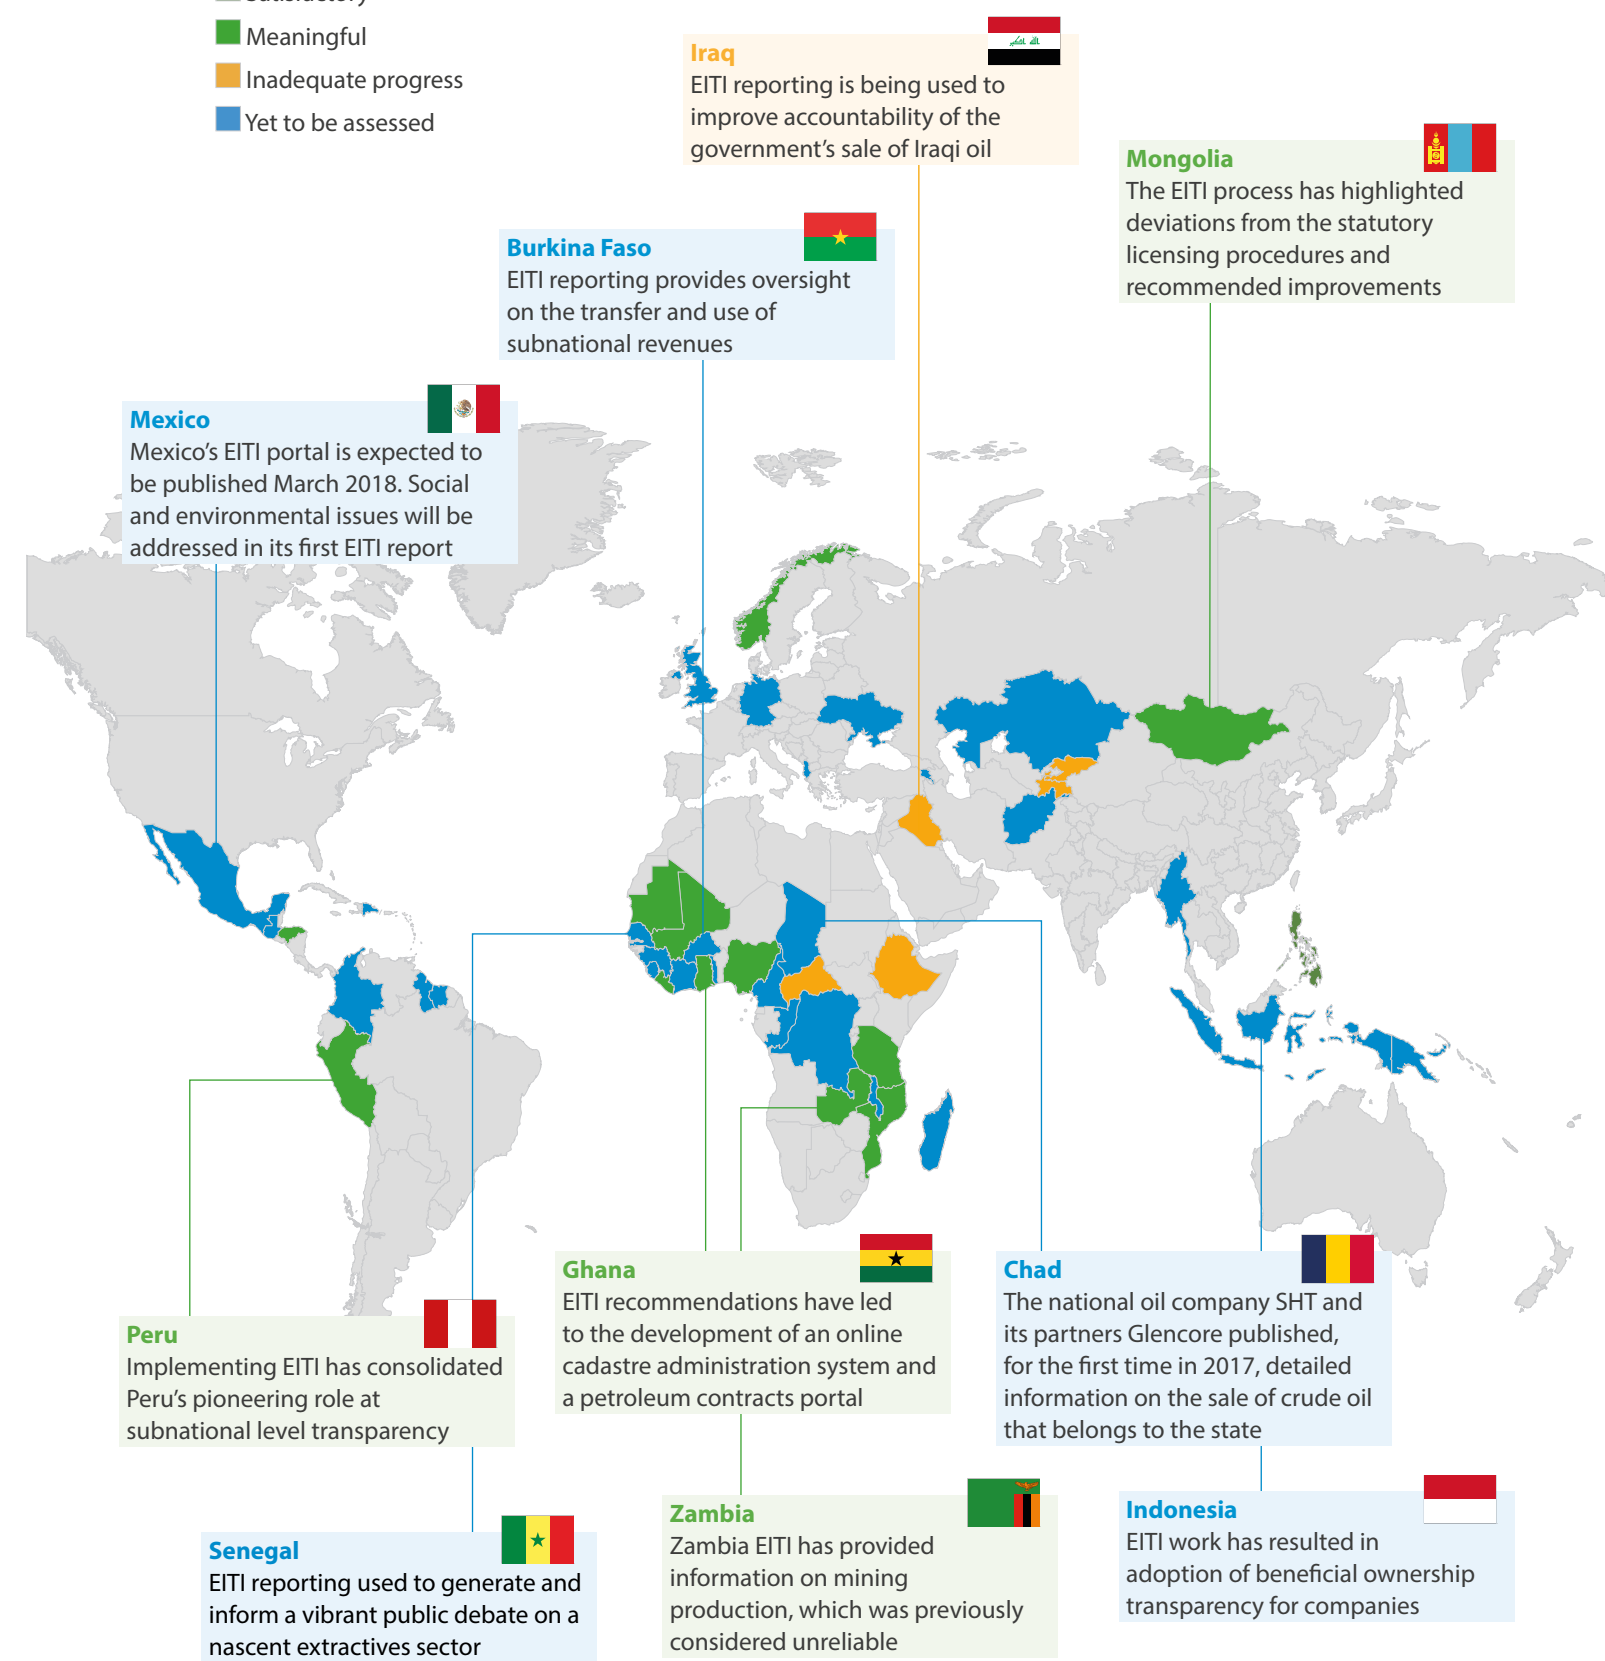 Satisfactory
Meaningful
Inadequate progress
Yet to be assessed
Iraq
EITI reporting is being used to
improve accountability of the
government's sale of Iraqi oil
Mongolia
The EITI process has highlighted
deviations from the statutory
licensing procedures and
recommended improvements
Burkina Faso
EITI reporting provides oversight
on the transfer and use of
subnational revenues
Mexico
Mexico's EITI portal is expected to
be published March 2018. Social
and environmental issues will be
addressed in its first EITI report
Peru
Implementing EITI has consolidated
Peru's pioneering role at
subnational level transparency
Ghana
EITI recommendations have led
to the development of an online
cadastre administration system and
a petroleum contracts portal
Chad
The national oil company SHT and
its partners Glencore published,
for the first time in 2017, detailed
information on the sale of crude oil
that belongs to the state
Senegal
EITI reporting used to generate and
inform a vibrant public debate on a
nascent extractives sector
Zambia
Zambia EITI has provided
information on mining
production, which was previously
considered unreliable
Indonesia
EITI work has resulted in
adoption of beneficial ownership
transparency for companies